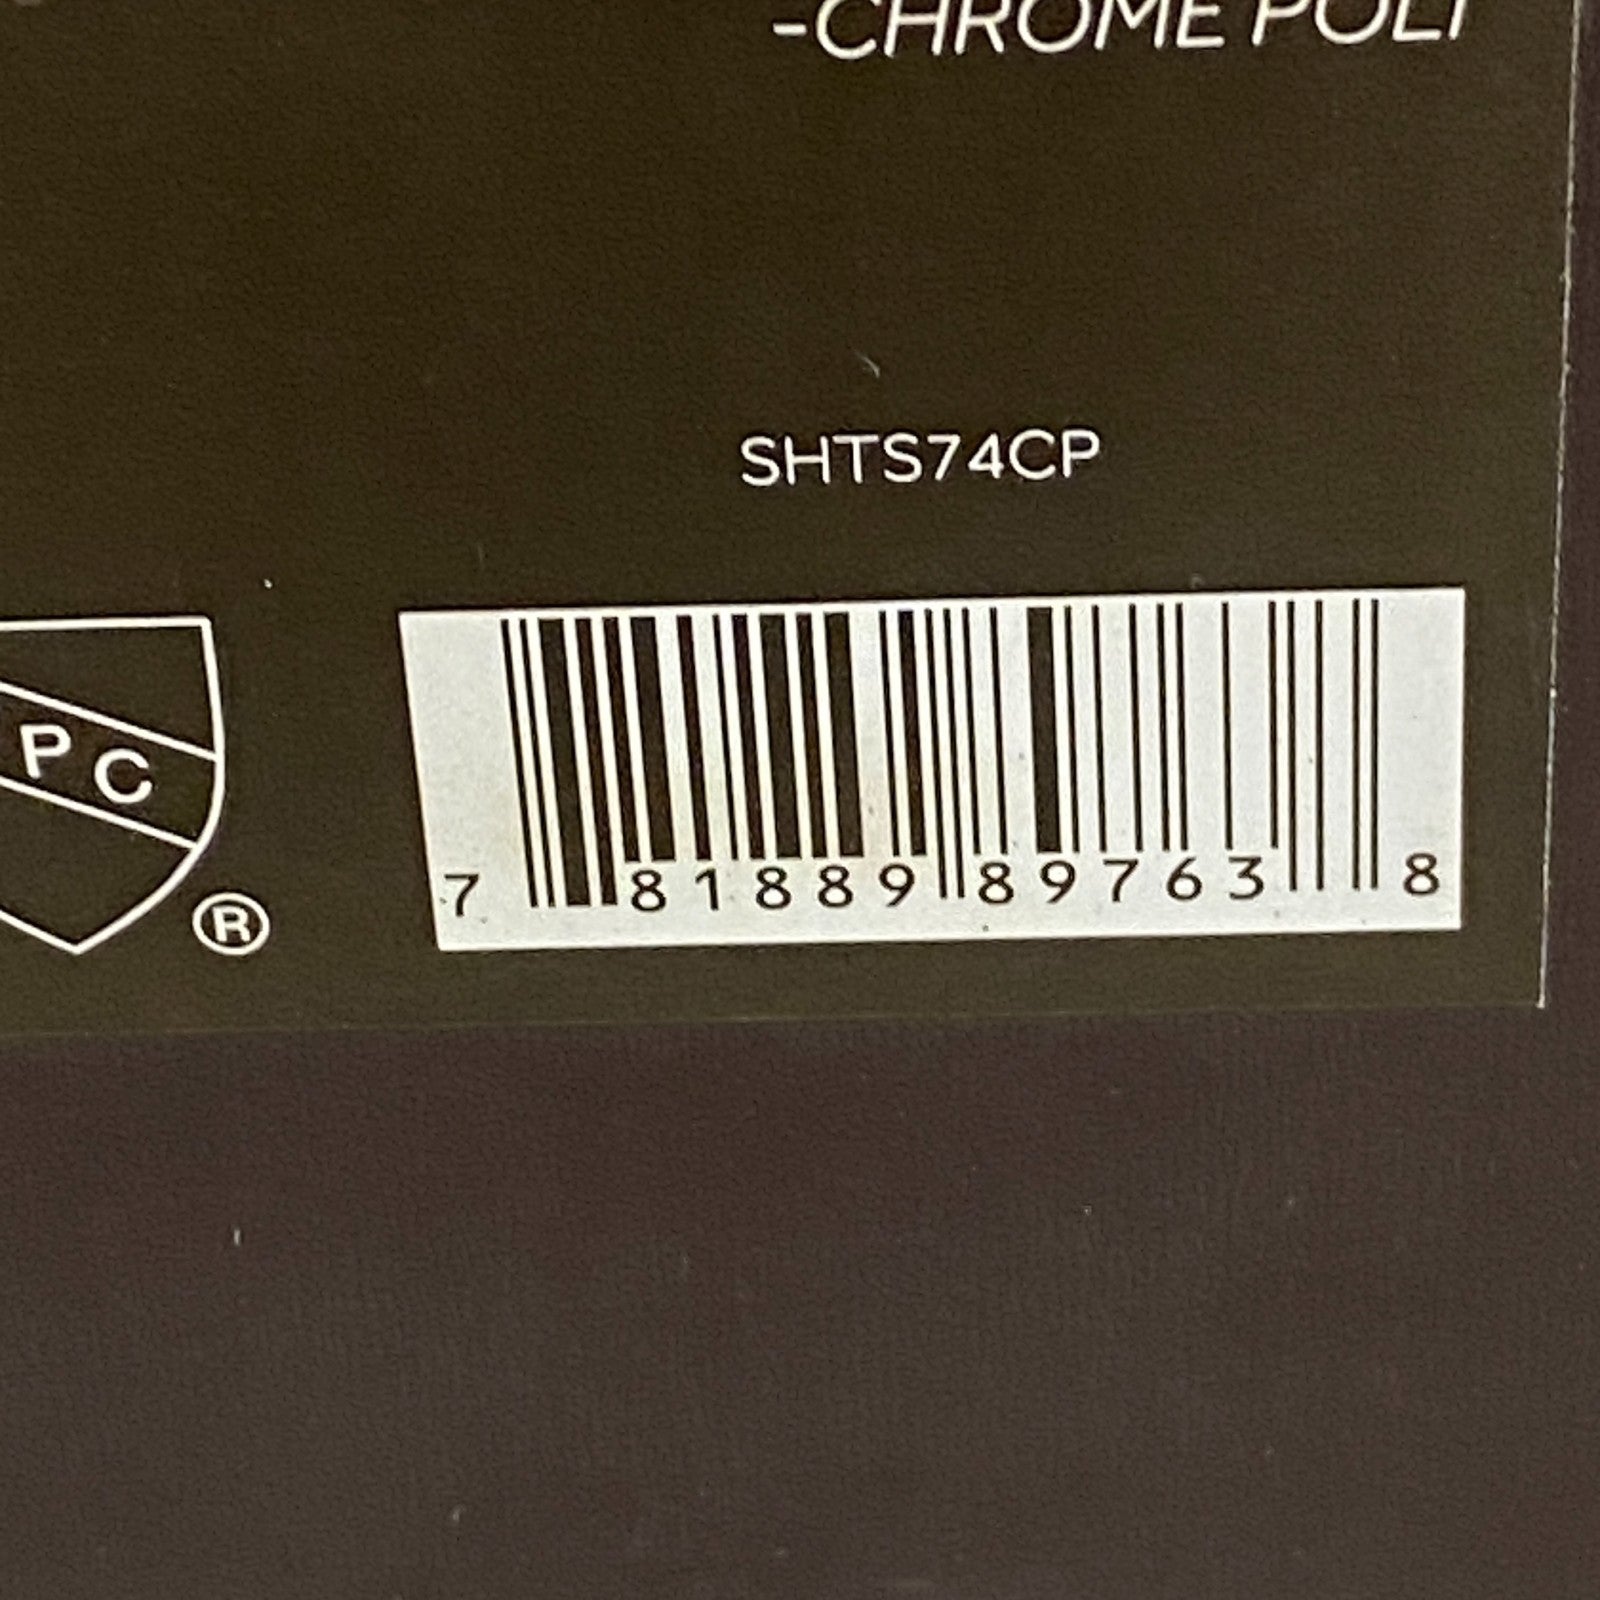 -CHROME POLI
SHTS74CP
PC
®
7 81889 89763 8